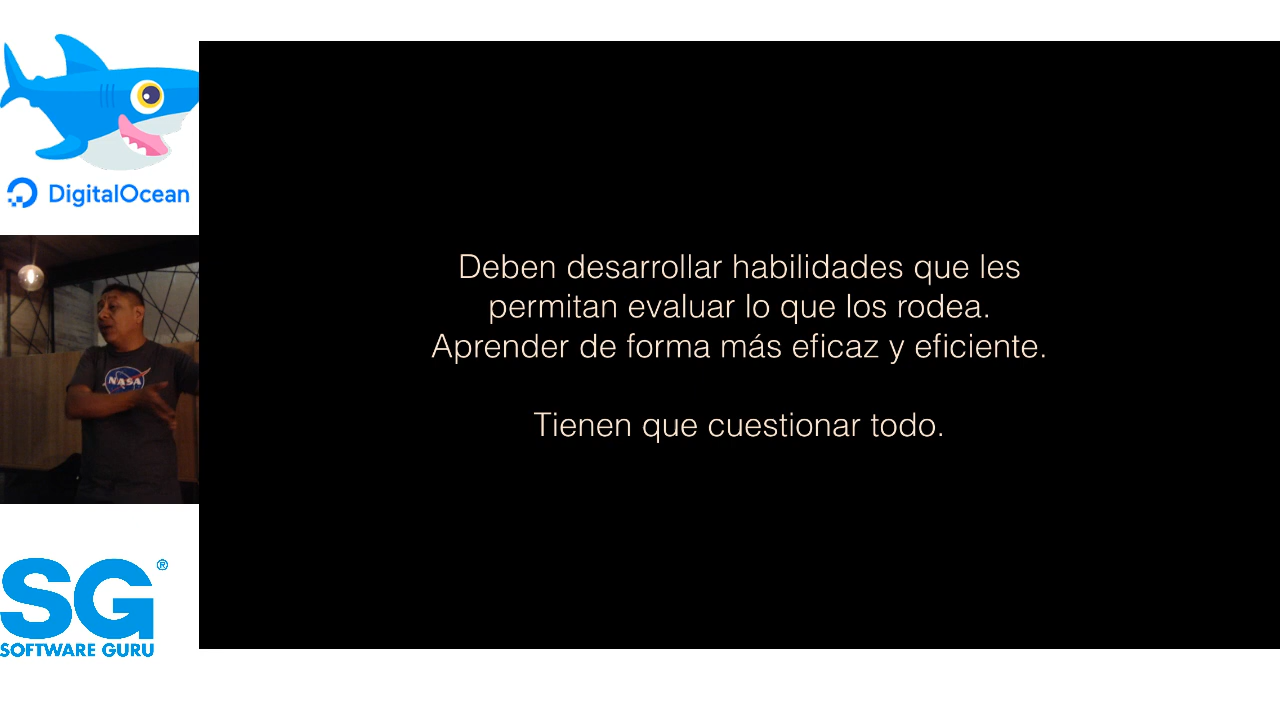 DigitalOcean
NASA
SG®
SOFTWARE GURU
Deben desarrollar habilidades que les
permitan evaluar lo que los rodea.
Aprender de forma más eficaz y eficiente.
Tienen que cuestionar todo.